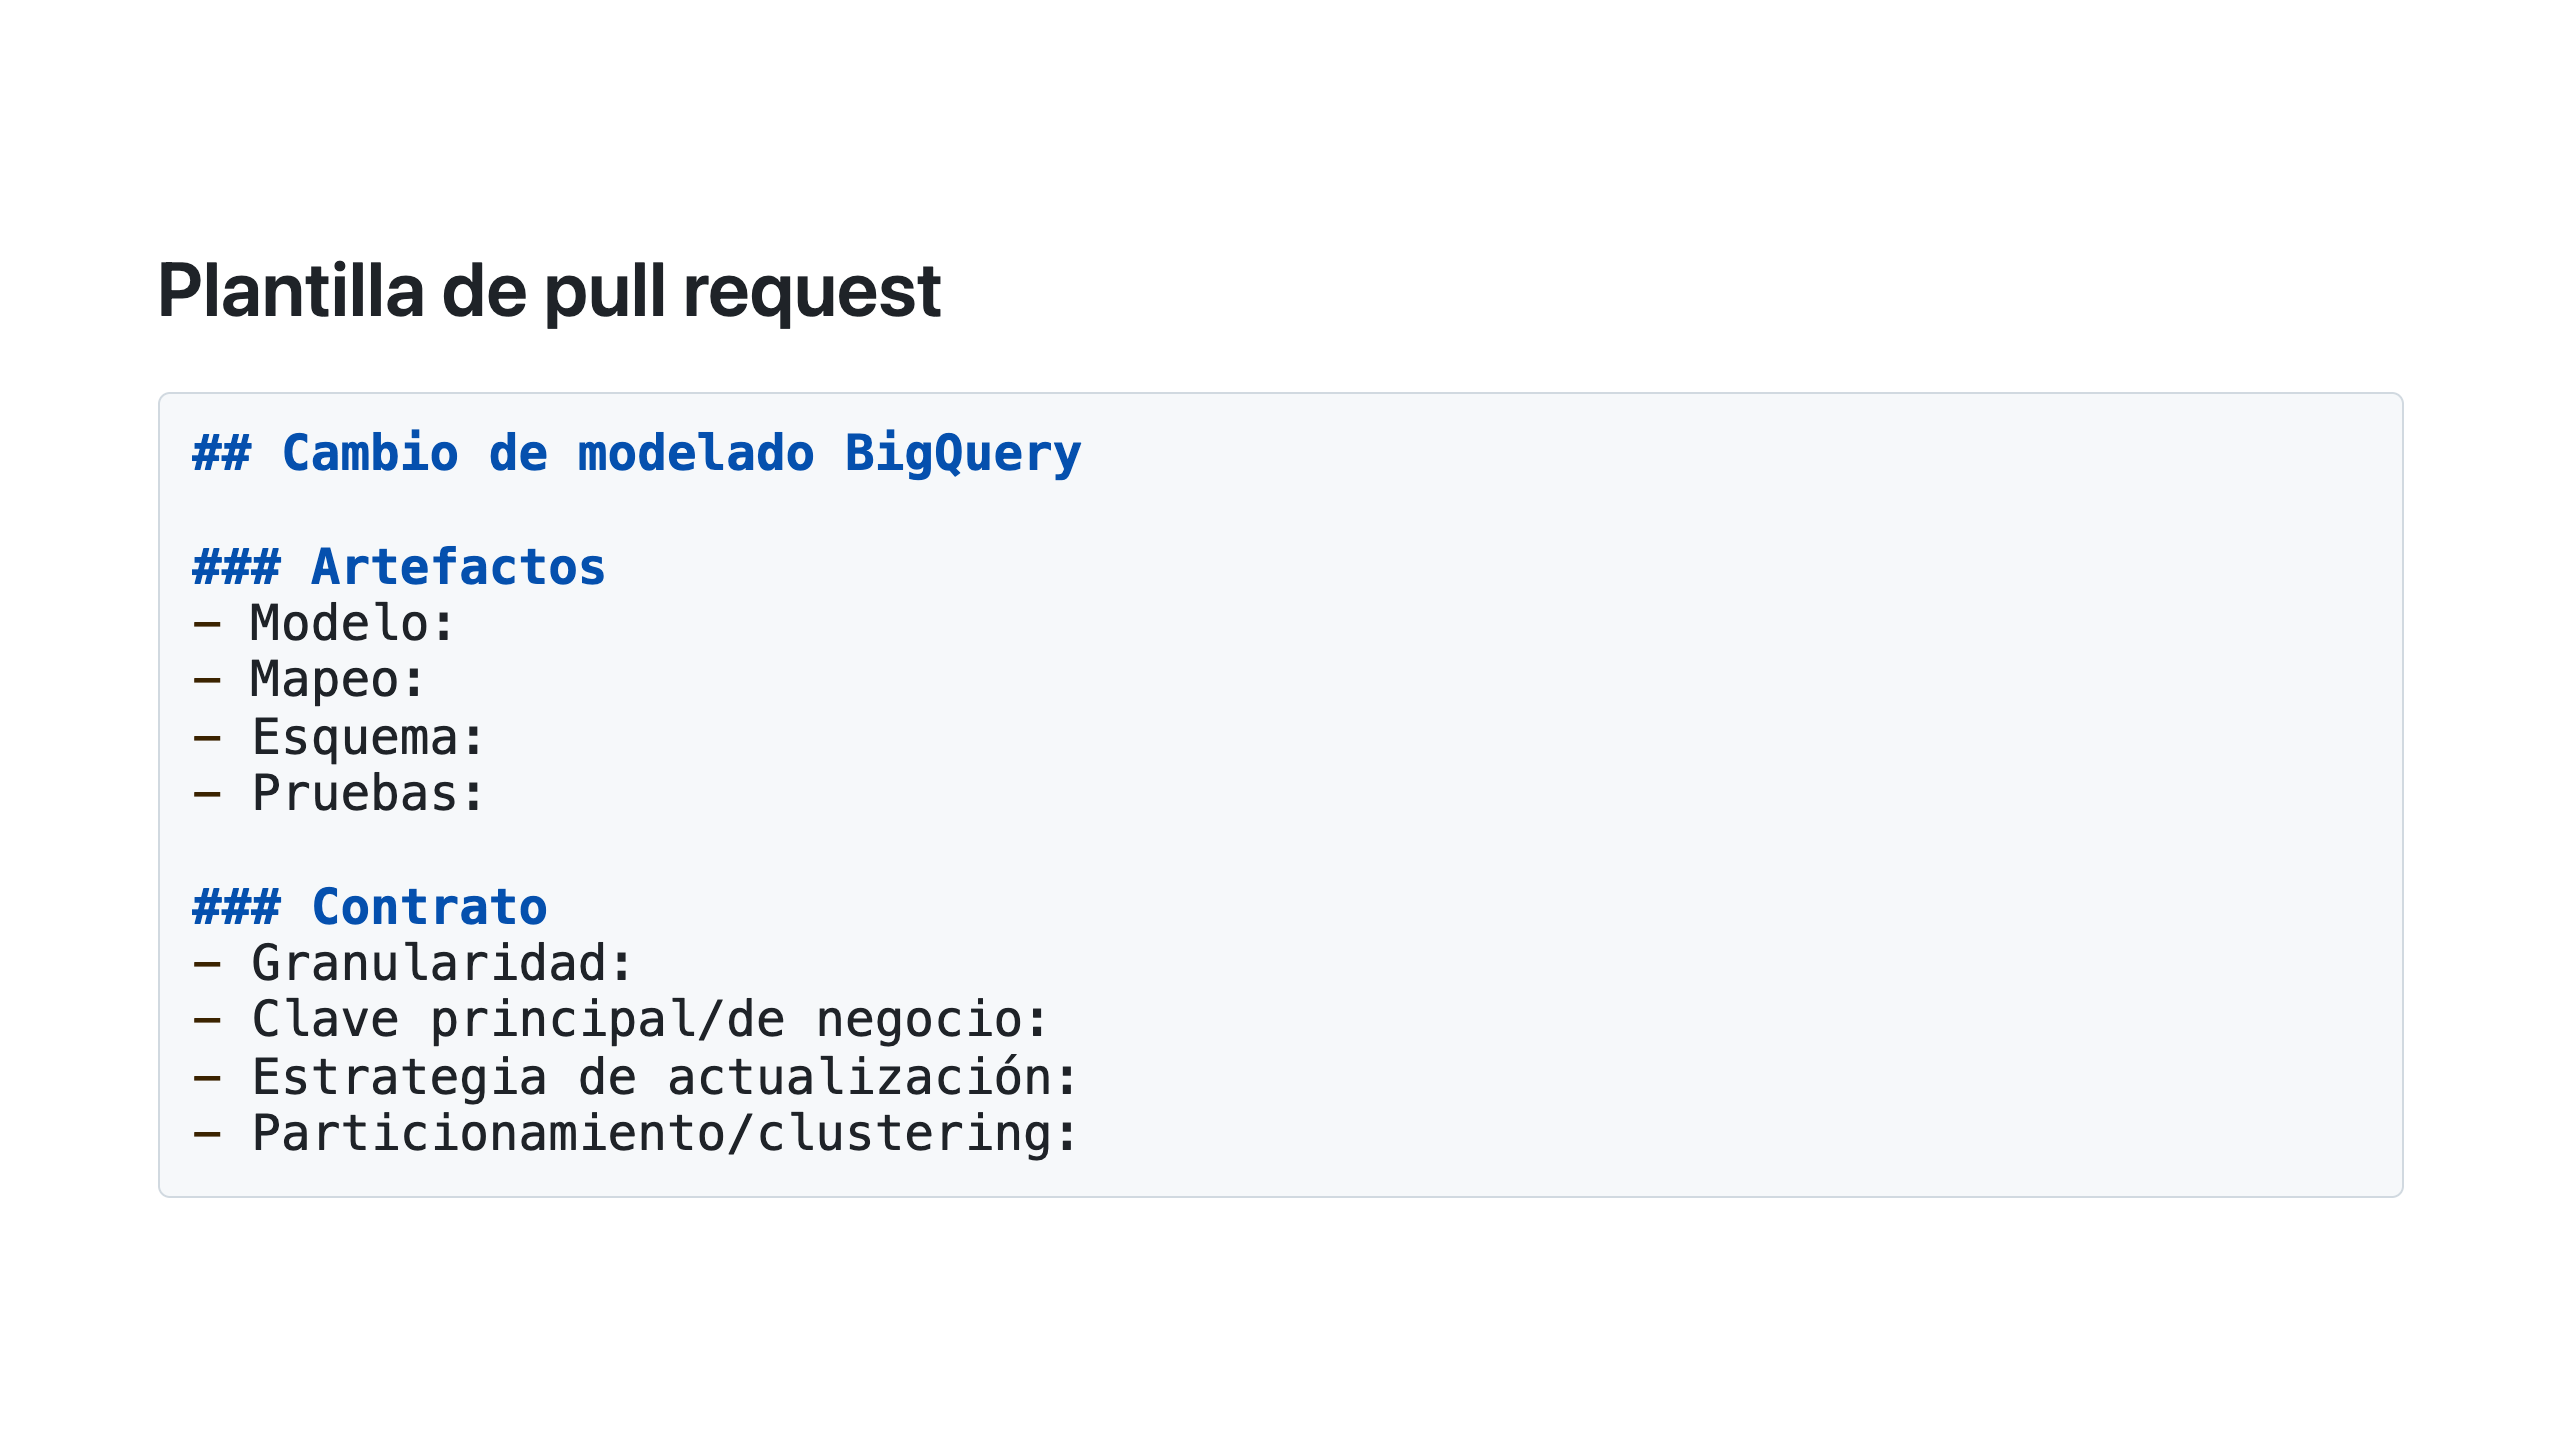 Plantilla de pull request
## Cambio de modelado BigQuery
### Artefactos
- Modelo:
- Mapeo:
- Esquema:
- Pruebas:
### Contrato
- Granularidad:
- Clave principal/de negocio:
- Estrategia de actualización:
- Particionamiento/clustering: